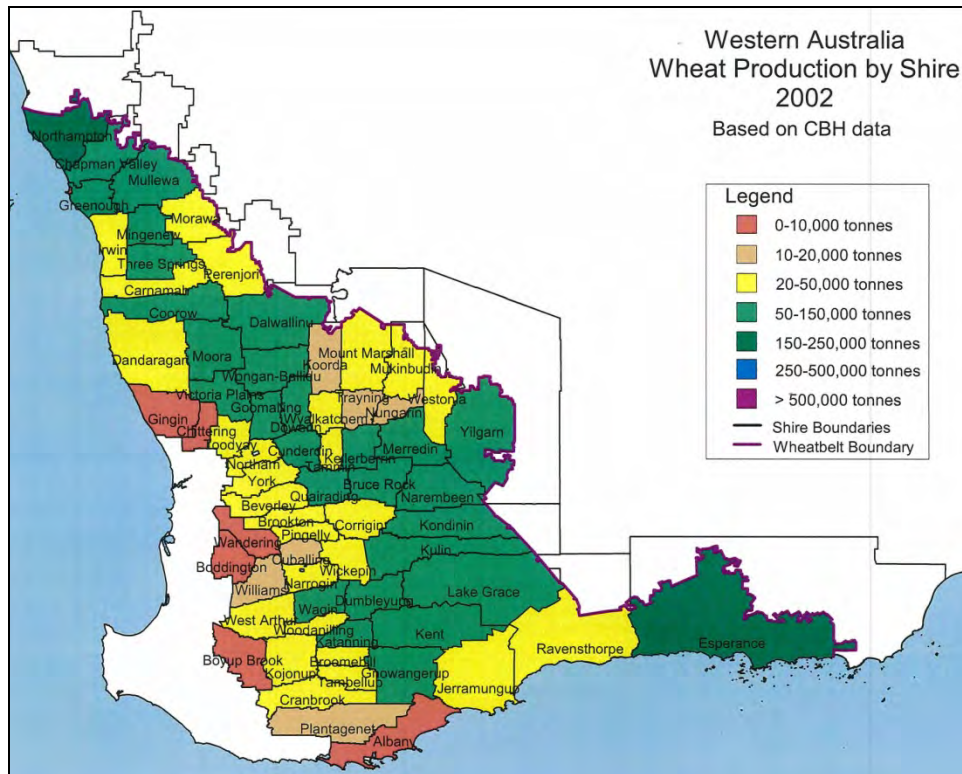 Western Australia
Wheat Production by Shire
2002
Based on CBH data
Legend
0-10,000 tonnes
10-20,000 tonnes
20-50,000 tonnes
50-150,000 tonnes
150-250,000 tonnes
250-500,000 tonnes
> 500,000 tonnes
Shire Boundaries
Wheatbelt Boundary
Northampton
Chapman Valley
Mullewa
Greenough
Morawa
Mingenew
Irwin
Three Springs
Perenjori
Carnamah
Coorow
Dalwallinu
Dandaragan
Moora
Koorda
Mount Marshall
Mukinbudin
Wongan-Ballidu
Victoria Plains
Trayning
Westonia
Gingin
Goomalling
Wyalkatchem
Nungarin
Chittering
Dowerin
Yilgarn
Toodyay
Cunderdin
Merredin
Kellerberrin
Northam
Tammin
York
Bruce Rock
Quairading
Narembeen
Beverley
Brookton
Corrigin
Kondinin
Pingelly
Wandering
Cuballing
Kulin
Boddington
Wickepin
Williams
Narrogin
Lake Grace
Dumbleyung
Wagin
West Arthur
Woodanilling
Kent
Katanning
Esperance
Ravensthorpe
Boyup Brook
Broomehill
Kojonup
Gnowangerup
Tambellup
Jerramungup
Cranbrook
Plantagenet
Albany